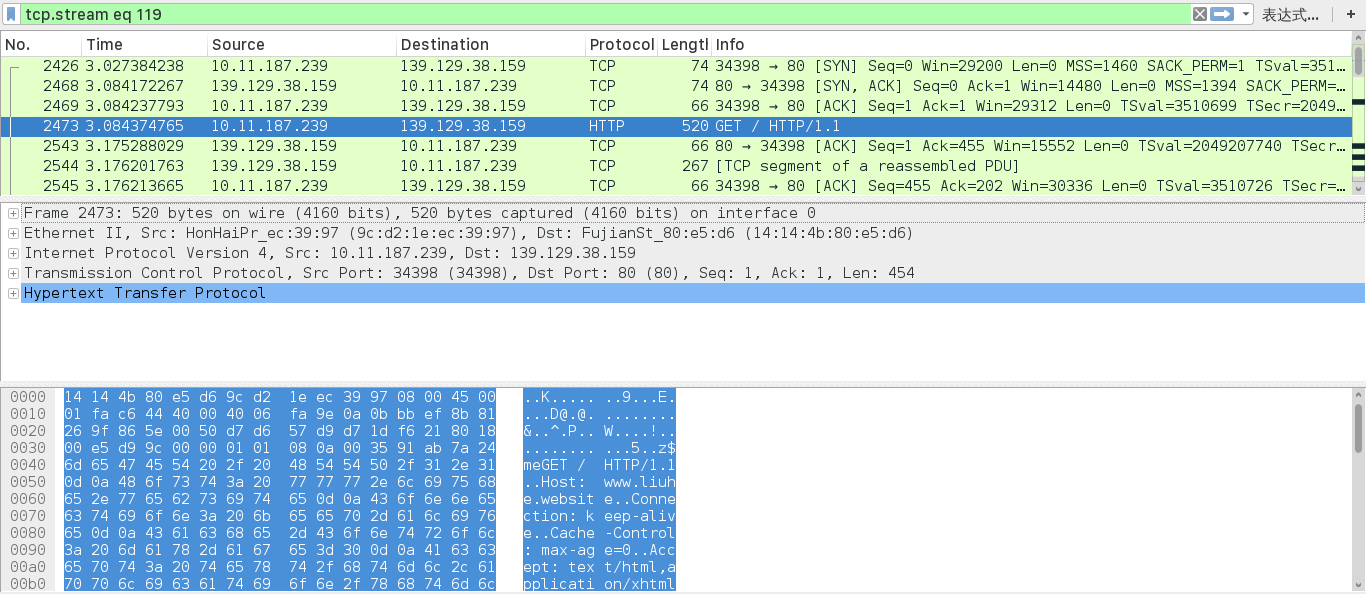 tcp.stream eq 119 表达式… +
No. Time Source Destination Protocol Lengtl Info
2426 3.027384238 10.11.187.239 139.129.38.159 TCP 74 34398 → 80 [SYN] Seq=0 Win=29200 Len=0 MSS=1460 SACK_PERM=1 TSval=351…
2468 3.084172267 139.129.38.159 10.11.187.239 TCP 74 80 → 34398 [SYN, ACK] Seq=0 Ack=1 Win=14480 Len=0 MSS=1394 SACK_PERM=…
2469 3.084237793 10.11.187.239 139.129.38.159 TCP 66 34398 → 80 [ACK] Seq=1 Ack=1 Win=29312 Len=0 TSval=3510699 TSecr=2049…
2473 3.084374765 10.11.187.239 139.129.38.159 HTTP 520 GET / HTTP/1.1
2543 3.175288029 139.129.38.159 10.11.187.239 TCP 66 80 → 34398 [ACK] Seq=1 Ack=455 Win=15552 Len=0 TSval=2049207740 TSecr…
2544 3.176201763 139.129.38.159 10.11.187.239 TCP 267 [TCP segment of a reassembled PDU]
2545 3.176213665 10.11.187.239 139.129.38.159 TCP 66 34398 → 80 [ACK] Seq=455 Ack=202 Win=30336 Len=0 TSval=3510726 TSecr=…
Frame 2473: 520 bytes on wire (4160 bits), 520 bytes captured (4160 bits) on interface 0
Ethernet II, Src: HonHaiPr_ec:39:97 (9c:d2:1e:ec:39:97), Dst: FujianSt_80:e5:d6 (14:14:4b:80:e5:d6)
Internet Protocol Version 4, Src: 10.11.187.239, Dst: 139.129.38.159
Transmission Control Protocol, Src Port: 34398 (34398), Dst Port: 80 (80), Seq: 1, Ack: 1, Len: 454
Hypertext Transfer Protocol
0000 14 14 4b 80 e5 d6 9c d2 1e ec 39 97 08 00 45 00 ..K..... ..9...E.
0010 01 fa c6 44 40 00 40 06 fa 9e 0a 0b bb ef 8b 81 ...D@.@. ........
0020 26 9f 86 5e 00 50 d7 d6 57 d9 d7 1d f6 21 80 18 &..^.P.. W....!..
0030 00 e5 d9 9c 00 00 01 01 08 0a 00 35 91 ab 7a 24 ........ ...5..z$
0040 6d 65 47 45 54 20 2f 20 48 54 54 50 2f 31 2e 31 meGET / HTTP/1.1
0050 0d 0a 48 6f 73 74 3a 20 77 77 77 2e 6c 69 75 68 ..Host: www.liuh
0060 65 2e 77 65 62 73 69 74 65 0d 0a 43 6f 6e 6e 65 e.websit e..Conne
0070 63 74 69 6f 6e 3a 20 6b 65 65 70 2d 61 6c 69 76 ction: k eep-aliv
0080 65 0d 0a 43 61 63 68 65 2d 43 6f 6e 74 72 6f 6c e..Cache -Control
0090 3a 20 6d 61 78 2d 61 67 65 3d 30 0d 0a 41 63 63 : max-ag e=0..Acc
00a0 65 70 74 3a 20 74 65 78 74 2f 68 74 6d 6c 2c 61 ept: tex t/html,a
00b0 70 70 6c 69 63 61 74 69 6f 6e 2f 78 68 74 6d 6c pplicati on/xhtml